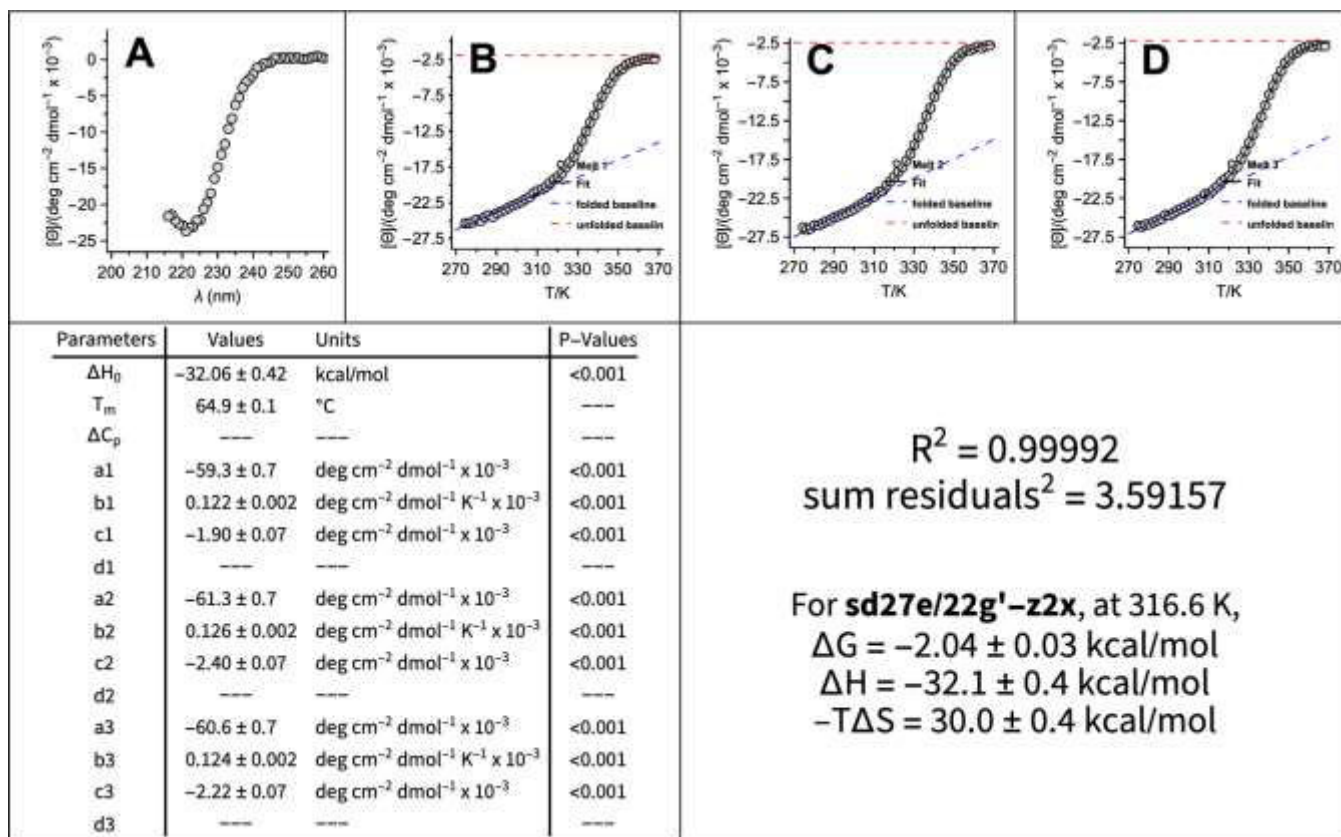 A
[Θ]/(deg cm⁻² dmol⁻¹ x 10⁻³)
0
−5
−10
−15
−20
−25
200 210 220 230 240 250 260
λ (nm)
B
[Θ]/(deg cm⁻² dmol⁻¹ x 10⁻³)
−2.5
−7.5
−12.5
−17.5
−22.5
−27.5
Melt 1
Fit
folded baseline
unfolded baselin
270 290 310 330 350 370
T/K
C
[Θ]/(deg cm⁻² dmol⁻¹ x 10⁻³)
−2.5
−7.5
−12.5
−17.5
−22.5
−27.5
Melt 2
Fit
folded baseline
unfolded baselin
270 290 310 330 350 370
T/K
D
[Θ]/(deg cm⁻² dmol⁻¹ x 10⁻³)
−2.5
−7.5
−12.5
−17.5
−22.5
−27.5
Melt 3
Fit
folded baseline
unfolded baselin
270 290 310 330 350 370
T/K
Parameters Values Units P−Values
ΔH₀ −32.06 ± 0.42 kcal/mol <0.001
Tₘ 64.9 ± 0.1 °C −−−
ΔCₚ −−− −−− −−−
a1 −59.3 ± 0.7 deg cm⁻² dmol⁻¹ x 10⁻³ <0.001
b1 0.122 ± 0.002 deg cm⁻² dmol⁻¹ K⁻¹ x 10⁻³ <0.001
c1 −1.90 ± 0.07 deg cm⁻² dmol⁻¹ x 10⁻³ <0.001
d1 −−− −−− −−−
a2 −61.3 ± 0.7 deg cm⁻² dmol⁻¹ x 10⁻³ <0.001
b2 0.126 ± 0.002 deg cm⁻² dmol⁻¹ K⁻¹ x 10⁻³ <0.001
c2 −2.40 ± 0.07 deg cm⁻² dmol⁻¹ x 10⁻³ <0.001
d2 −−− −−− −−−
a3 −60.6 ± 0.7 deg cm⁻² dmol⁻¹ x 10⁻³ <0.001
b3 0.124 ± 0.002 deg cm⁻² dmol⁻¹ K⁻¹ x 10⁻³ <0.001
c3 −2.22 ± 0.07 deg cm⁻² dmol⁻¹ x 10⁻³ <0.001
d3 −−− −−− −−−
R² = 0.99992
sum residuals² = 3.59157
For sd27e/22g'−z2x, at 316.6 K,
ΔG = −2.04 ± 0.03 kcal/mol
ΔH = −32.1 ± 0.4 kcal/mol
−TΔS = 30.0 ± 0.4 kcal/mol